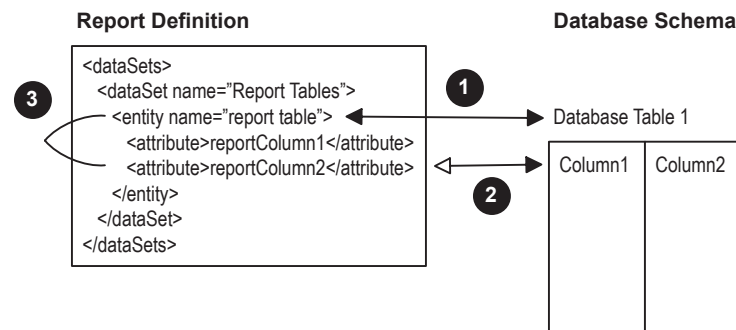 Report Definition
Database Schema
<dataSets>
<dataSet name=”Report Tables”>
<entity name=”report table”>
<attribute>reportColumn1</attribute>
<attribute>reportColumn2</attribute>
</entity>
</dataSet>
</dataSets>
3
1
2
Database Table 1
Column1 Column2